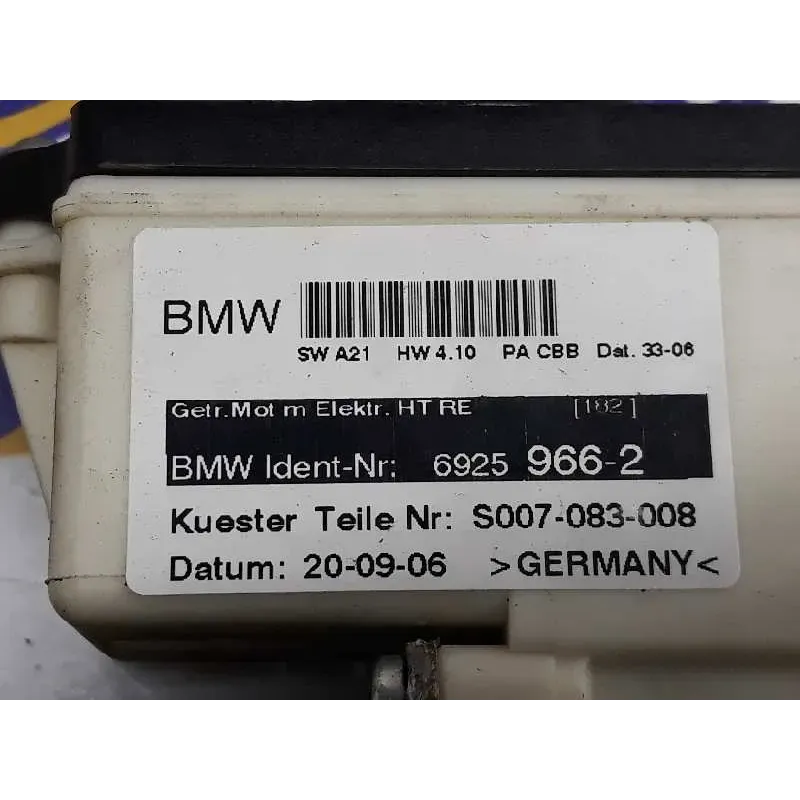 BMW
SW A21 HW 4.10 PA CBB Dat. 33-06
Getr.Mot m Elektr. HT RE [182]
BMW Ident-Nr: 6925 966-2
Kuester Teile Nr: S007-083-008
Datum: 20-09-06 >GERMANY<